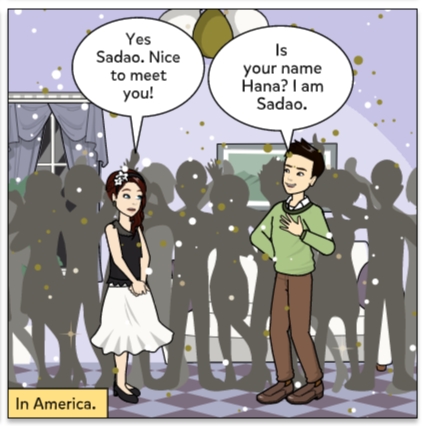 Yes
Sadao. Nice
to meet
you!
Is
your name
Hana? I am
Sadao.
In America.